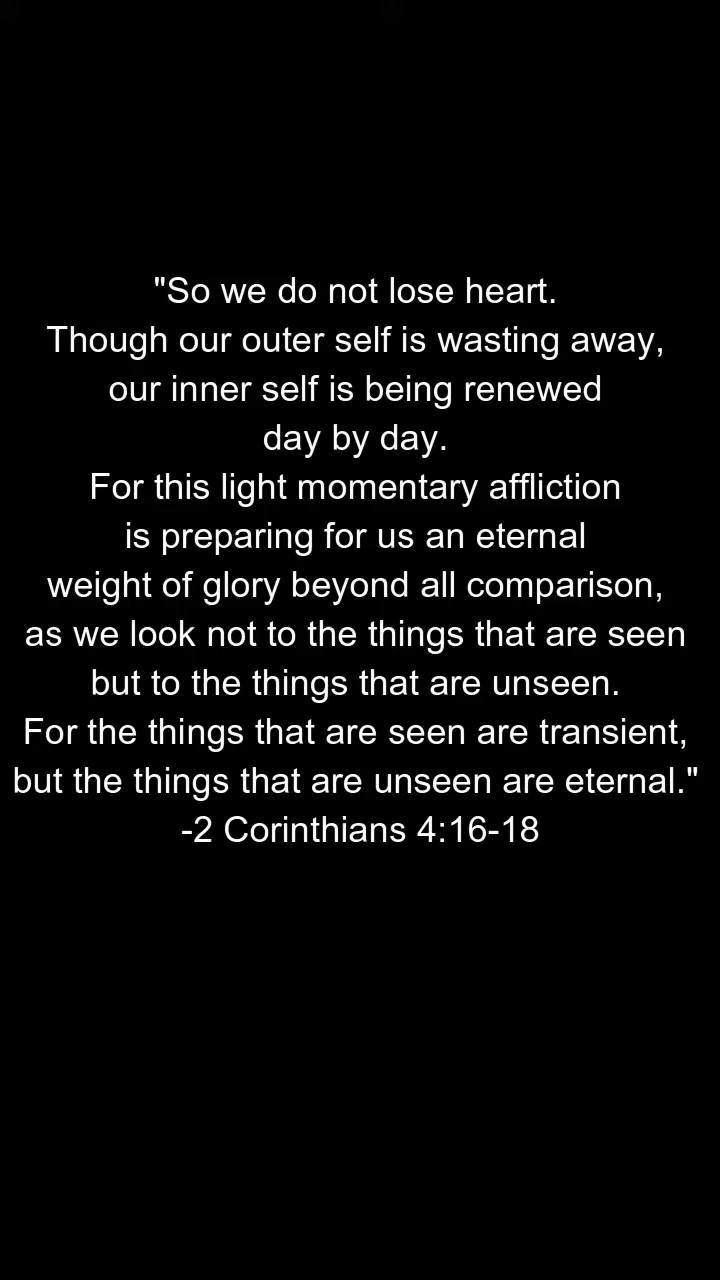 "So we do not lose heart.
Though our outer self is wasting away,
our inner self is being renewed
day by day.
For this light momentary affliction
is preparing for us an eternal
weight of glory beyond all comparison,
as we look not to the things that are seen
but to the things that are unseen.
For the things that are seen are transient,
but the things that are unseen are eternal."
-2 Corinthians 4:16-18